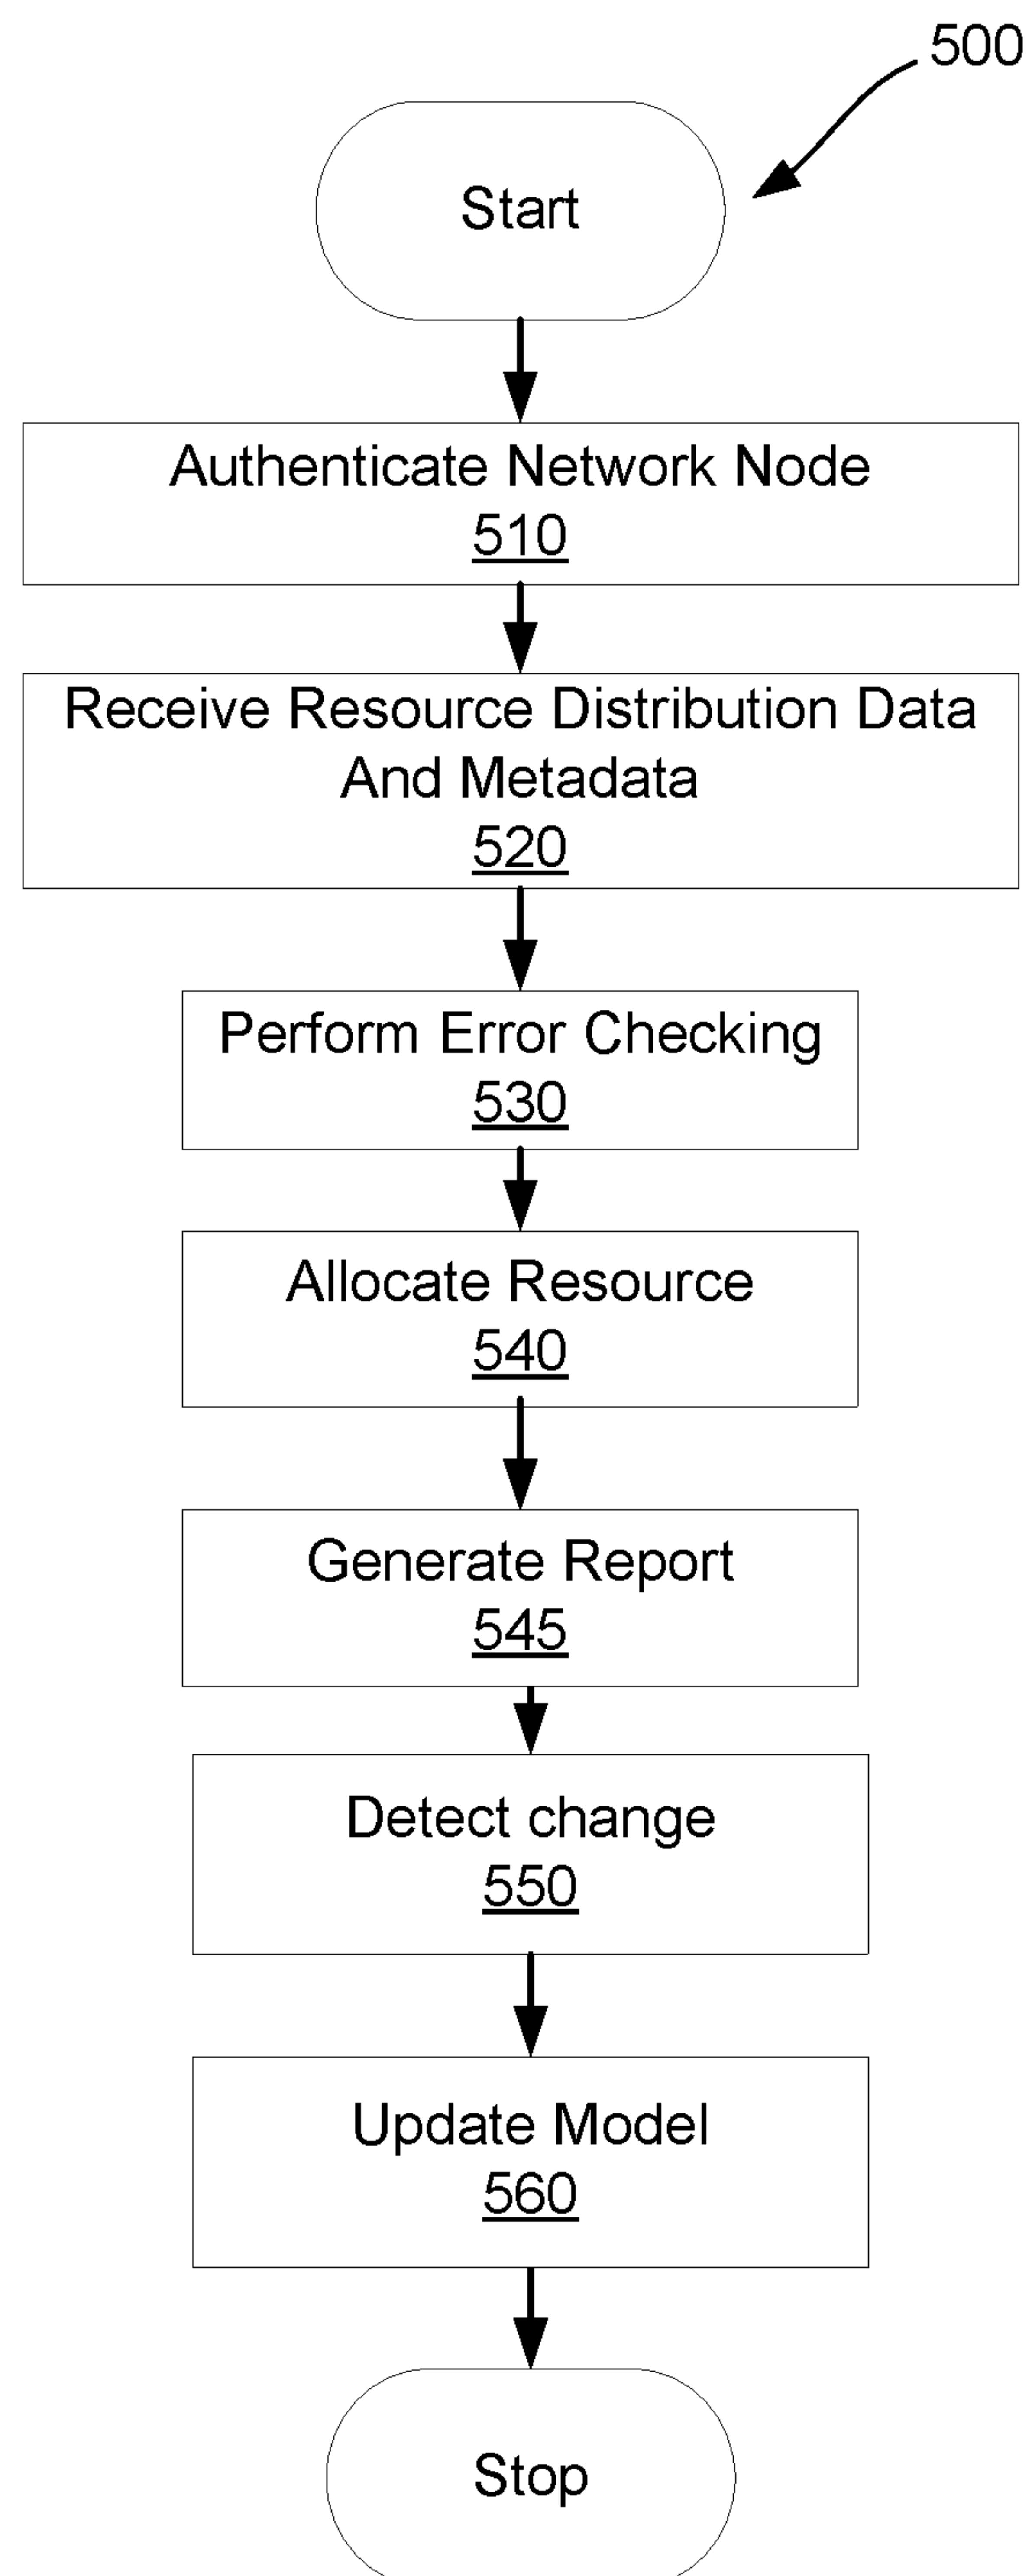 500
Start
Authenticate Network Node
510
Receive Resource Distribution Data
And Metadata
520
Perform Error Checking
530
Allocate Resource
540
Generate Report
545
Detect change
550
Update Model
560
Stop